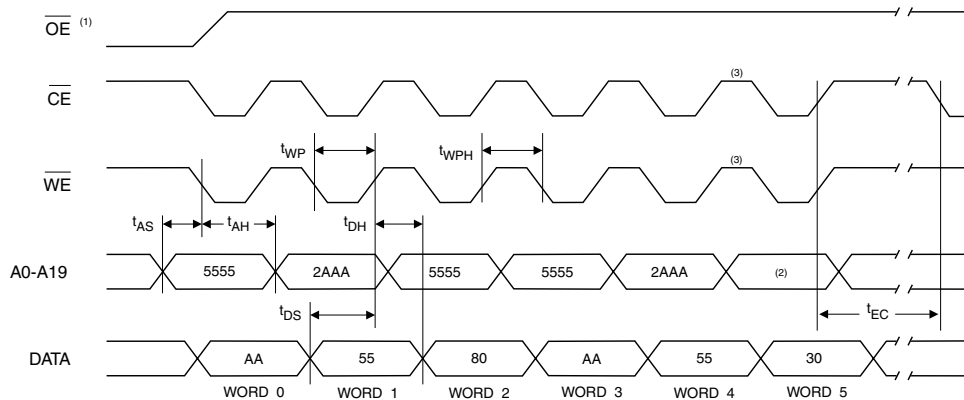 OE (1)
CE (3)
tWP tWPH
WE (3)
tAS tAH tDH
A0-A19 5555 2AAA 5555 5555 2AAA (2)
tDS tEC
DATA AA 55 80 AA 55 30
WORD 0 WORD 1 WORD 2 WORD 3 WORD 4 WORD 5